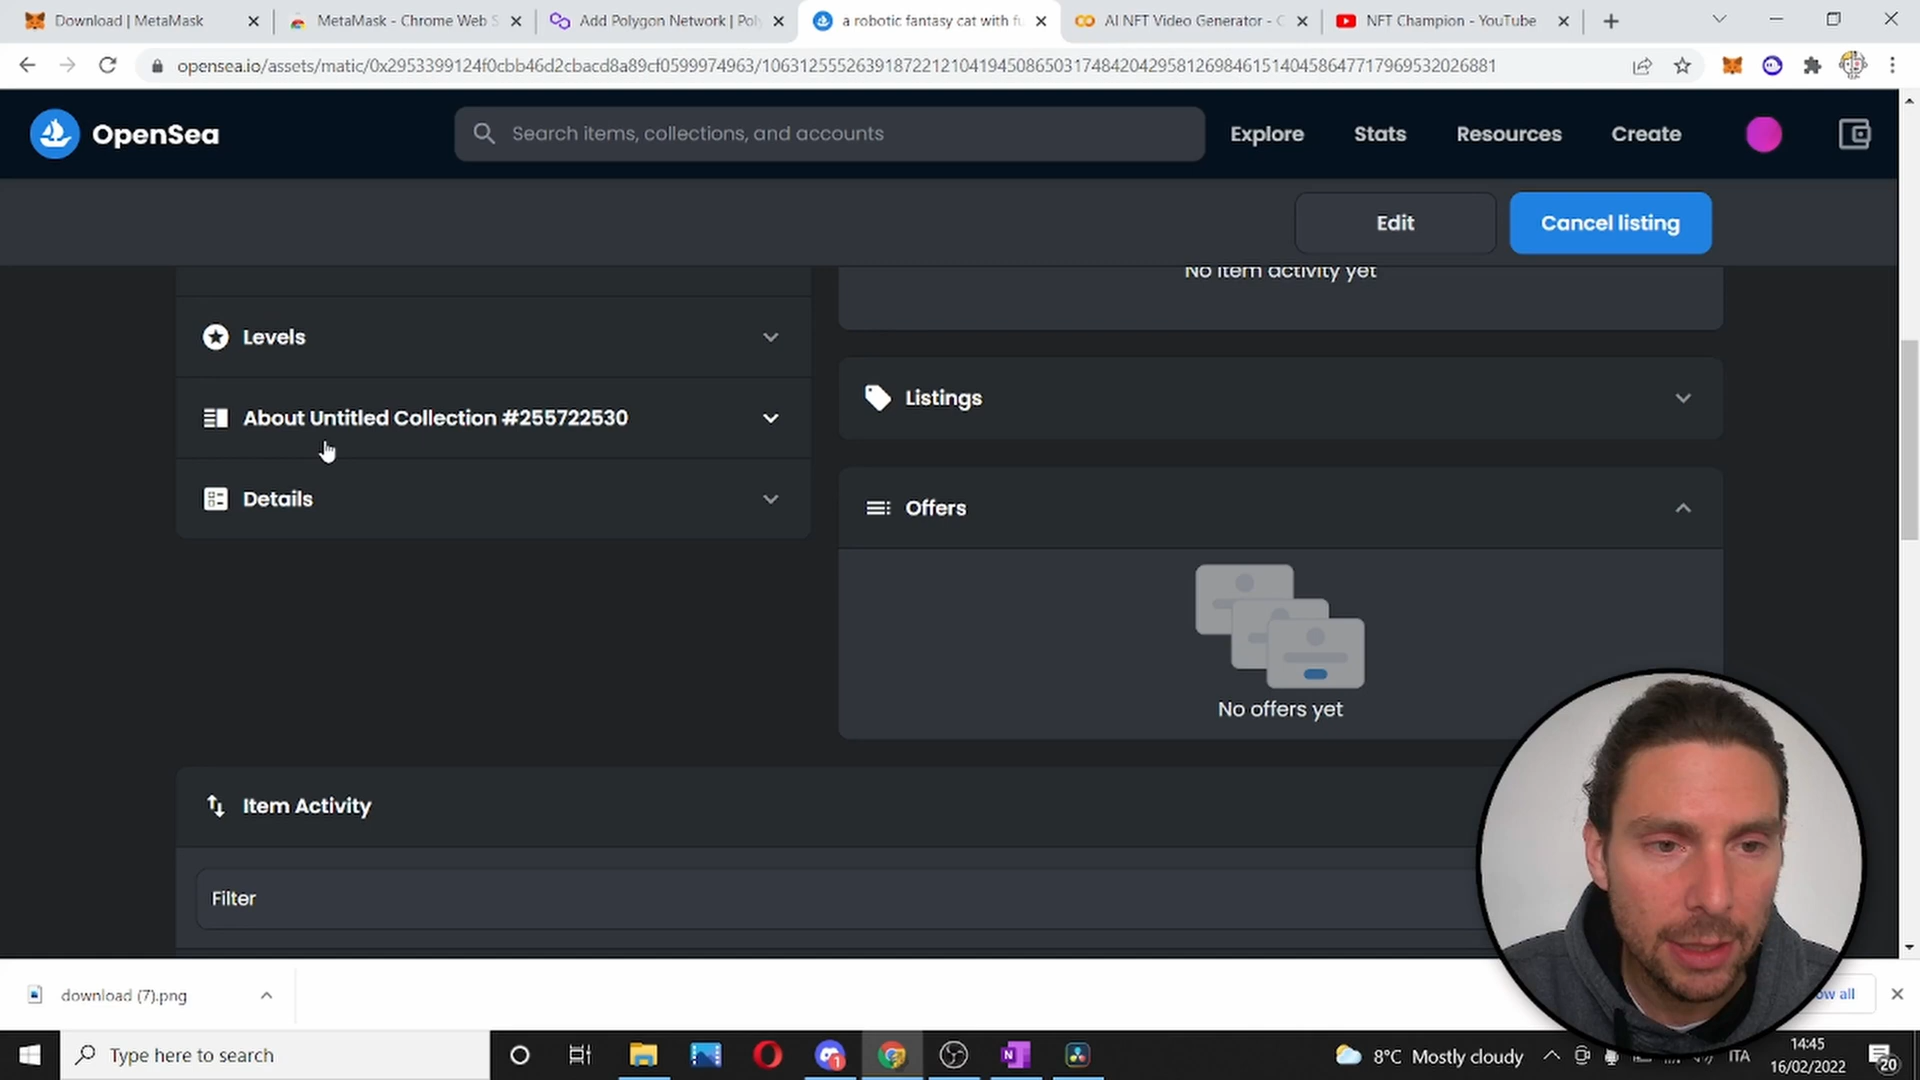 Download | MetaMask
MetaMask - Chrome Web S
Add Polygon Network | Pol
a robotic fantasy cat with fu
AI NFT Video Generator - C
NFT Champion - YouTube
opensea.io/assets/matic/0x2953399124f0cbb46d2cbacd8a89cf0599974963/106312555263918722121041945086503174842042958126984615140458647717969532026881
OpenSea
Search items, collections, and accounts
Explore
Stats
Resources
Create
Edit
Cancel listing
No item activity yet
Levels
Listings
About Untitled Collection #255722530
Details
Offers
No offers yet
Item Activity
Filter
download (7).png
all
Type here to search
1
N
8°C Mostly cloudy
ITA
14:45
16/02/2022
20